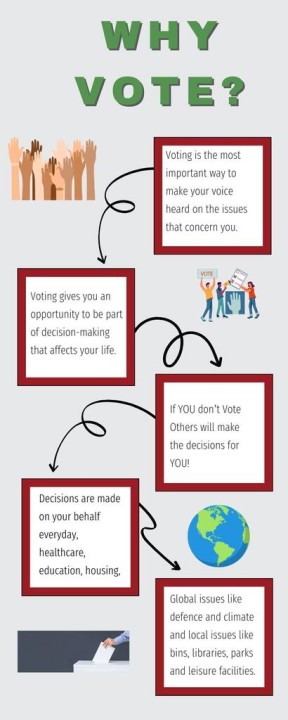 WHY
VOTE?
Voting is the most
important way to
make your voice
heard on the issues
that concern you.
VOTE
Voting gives you an
opportunity to be part
of decision-making
that affects your life.
If YOU don't Vote
Others will make
the decisions for
YOU!
Decisions are made
on your behalf
everyday,
healthcare,
education, housing,
Global issues like
defence and climate
and local issues like
bins, libraries, parks
and leisure facilities.